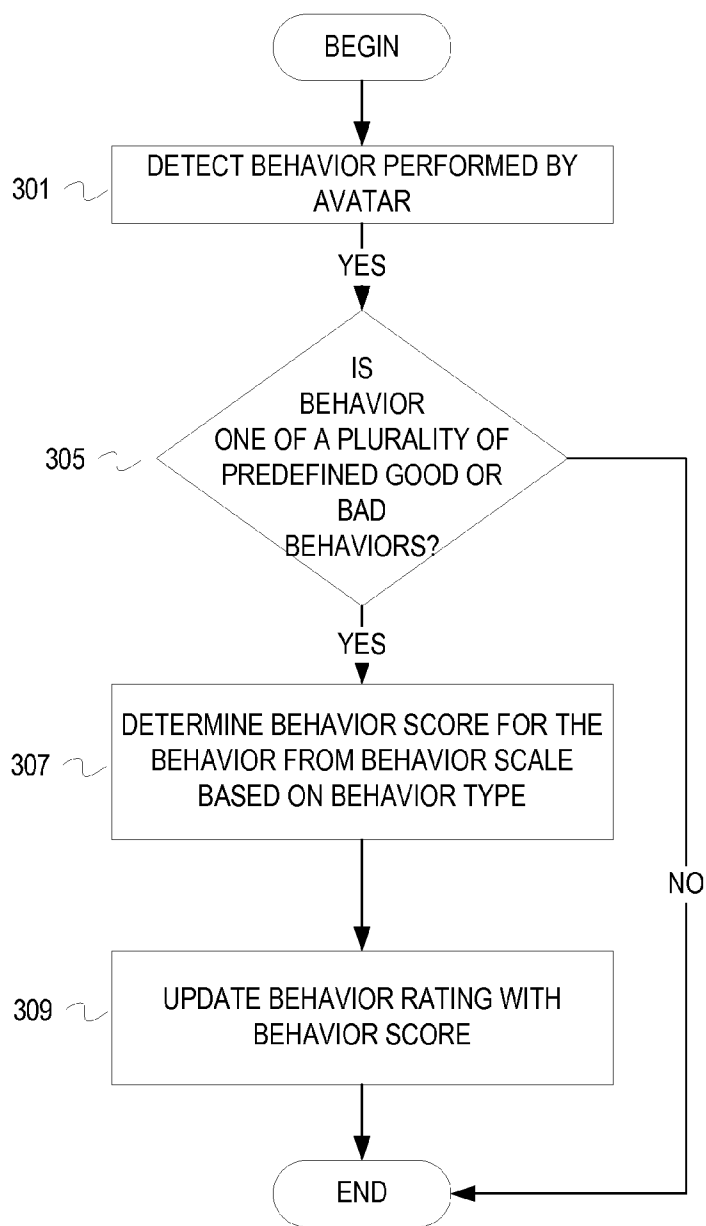 BEGIN
301
DETECT BEHAVIOR PERFORMED BY
AVATAR
YES
305
IS
BEHAVIOR
ONE OF A PLURALITY OF
PREDEFINED GOOD OR
BAD
BEHAVIORS?
YES
307
DETERMINE BEHAVIOR SCORE FOR THE
BEHAVIOR FROM BEHAVIOR SCALE
BASED ON BEHAVIOR TYPE
NO
309
UPDATE BEHAVIOR RATING WITH
BEHAVIOR SCORE
END